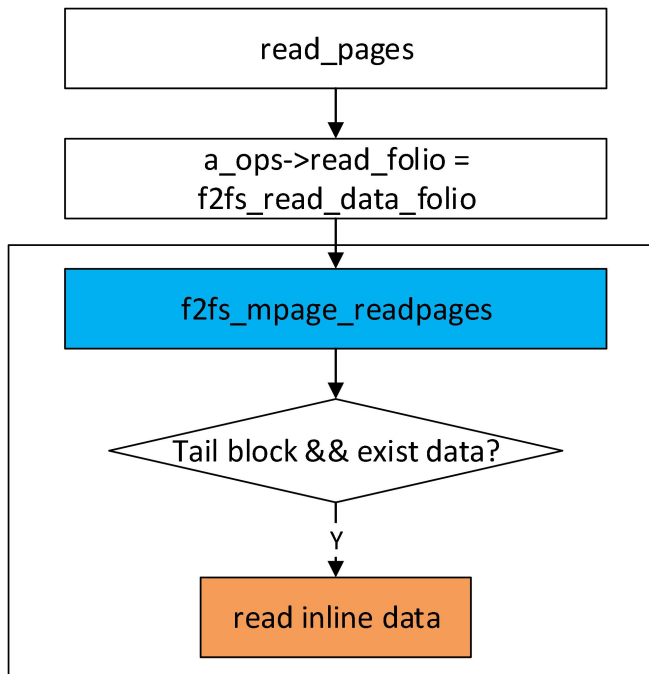 read_pages
a_ops->read_folio =
f2fs_read_data_folio
f2fs_mpage_readpages
Tail block && exist data?
Y
read inline data